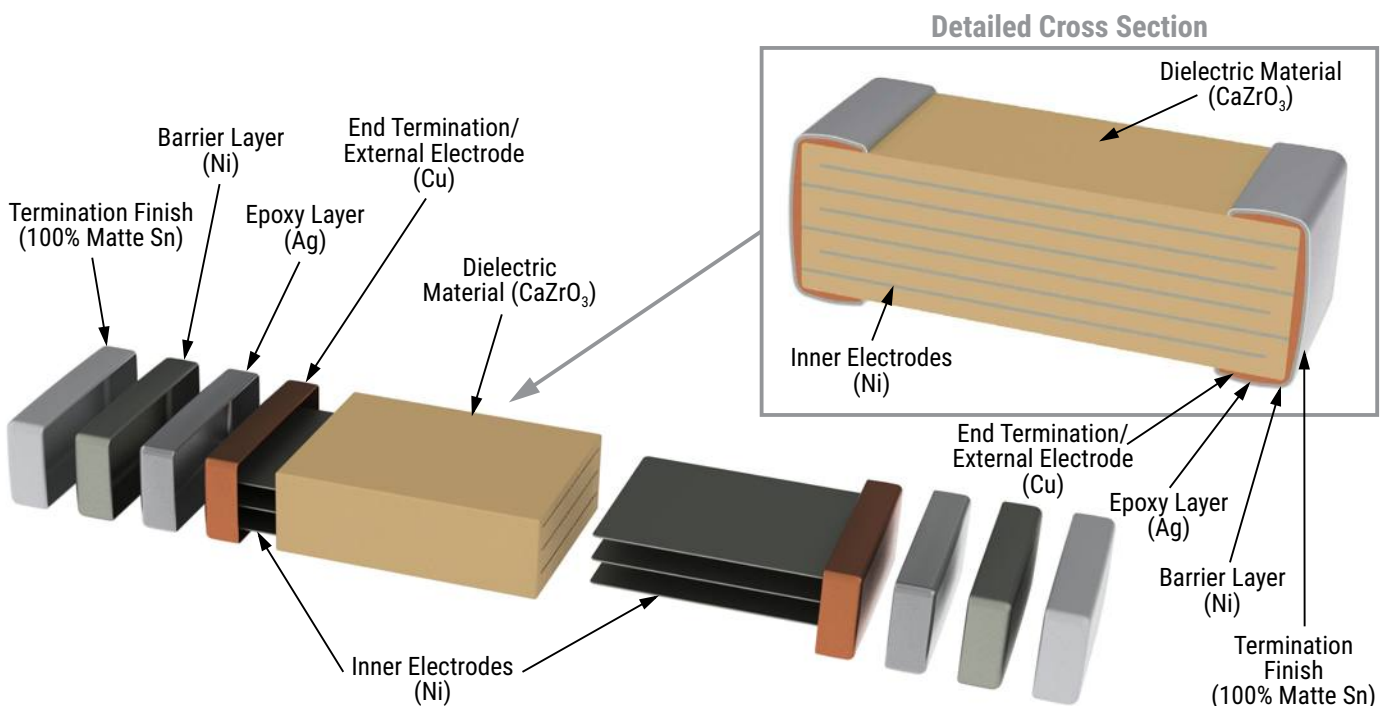 Detailed Cross Section
Dielectric Material
(CaZrO₃)
Inner Electrodes
(Ni)
End Termination/
External Electrode
(Cu)
Epoxy Layer
(Ag)
Barrier Layer
(Ni)
Termination
Finish
(100% Matte Sn)
Termination Finish
(100% Matte Sn)
Barrier Layer
(Ni)
Epoxy Layer
(Ag)
End Termination/
External Electrode
(Cu)
Dielectric
Material (CaZrO₃)
Inner Electrodes
(Ni)